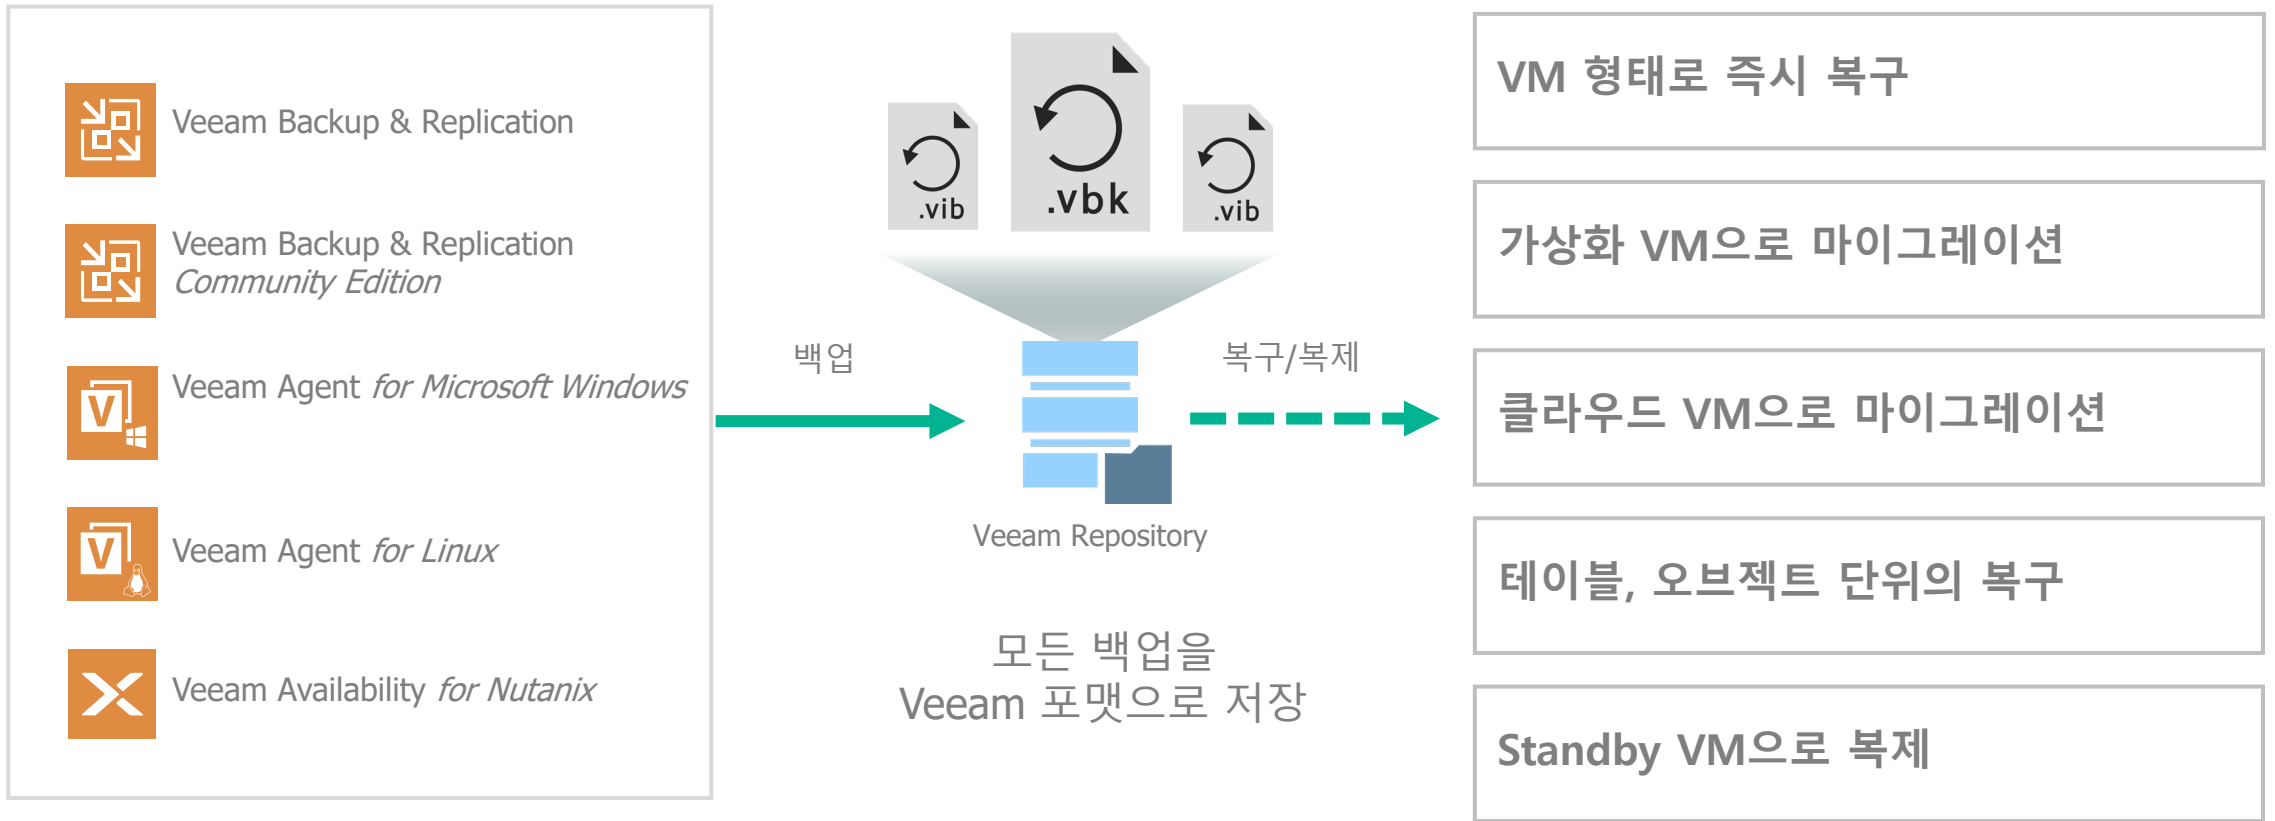 Veeam Backup & Replication
Veeam Backup & Replication
Community Edition
Veeam Agent for Microsoft Windows
Veeam Agent for Linux
Veeam Availability for Nutanix
백업
.vib
.vbk
.vib
복구/복제
Veeam Repository
모든 백업을
Veeam 포맷으로 저장
VM 형태로 즉시 복구
가상화 VM으로 마이그레이션
클라우드 VM으로 마이그레이션
테이블, 오브젝트 단위의 복구
Standby VM으로 복제